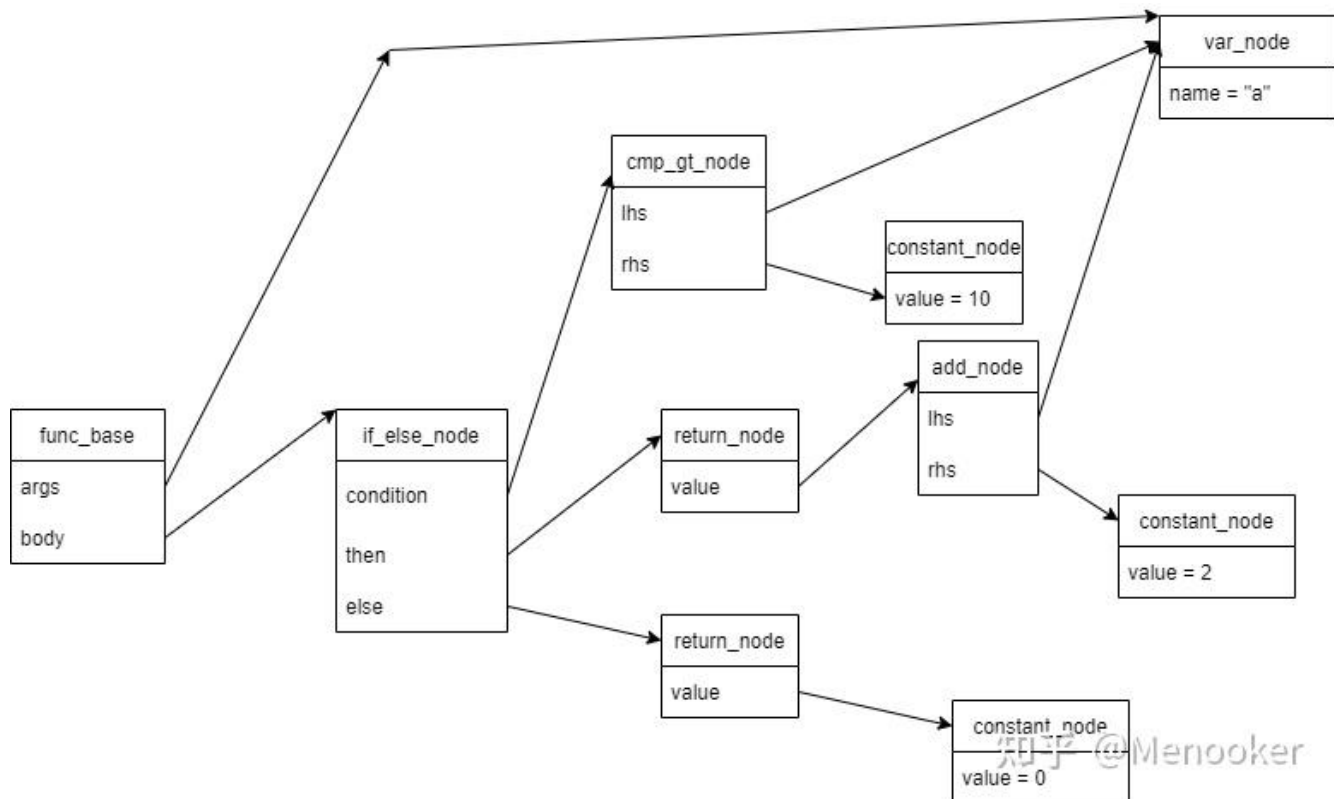 var_node
name = "a"
cmp_gt_node
lhs
rhs
constant_node
value = 10
add_node
lhs
rhs
func_base
args
body
if_else_node
condition
then
else
return_node
value
constant_node
value = 2
return_node
value
constant_node
value = 0
知乎 @Menooker